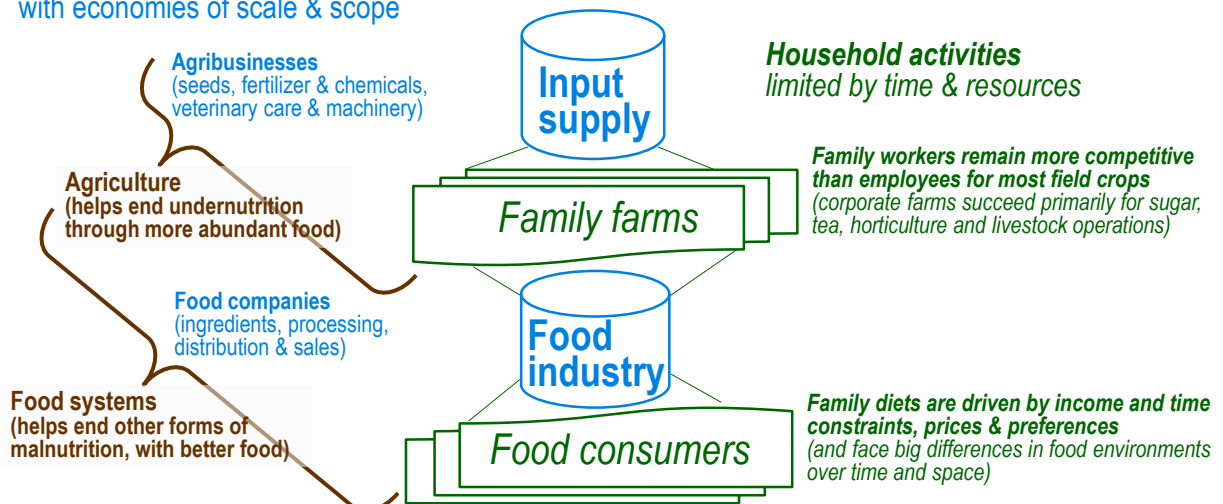 with economies of scale & scope
Agribusinesses
(seeds, fertilizer & chemicals,
veterinary care & machinery)
Input
supply
Household activities
limited by time & resources
Agriculture
(helps end undernutrition
through more abundant food)
Family farms
Family workers remain more competitive
than employees for most field crops
(corporate farms succeed primarily for sugar,
tea, horticulture and livestock operations)
Food companies
(ingredients, processing,
distribution & sales)
Food
industry
Food systems
(helps end other forms of
malnutrition, with better food)
Food consumers
Family diets are driven by income and time
constraints, prices & preferences
(and face big differences in food environments
over time and space)